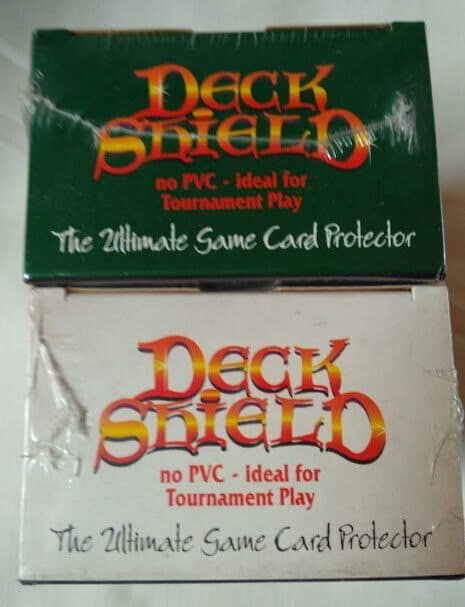 DECK
SHIELD
no PVC - ideal for
Tournament Play
The Ultimate Game Card Protector
DECK
SHIELD
no PVC - ideal for
Tournament Play
The Ultimate Game Card Protector